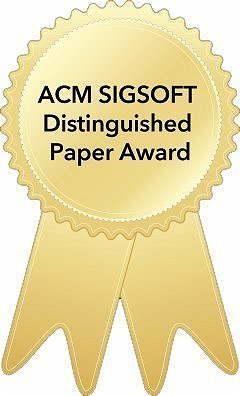 ACM SIGSOFT
Distinguished
Paper Award